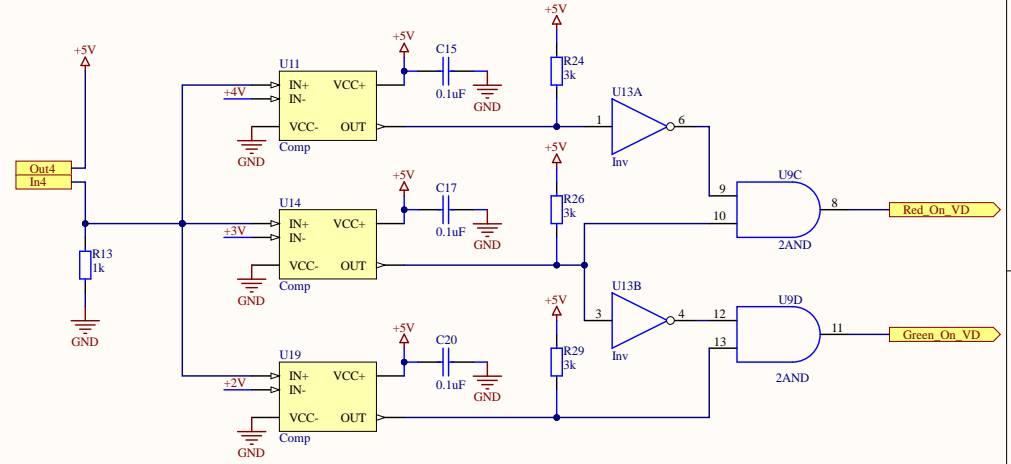 +5V
Out4
In4
R13
1k
GND
U11
IN+
IN-
VCC-
VCC+
OUT
Comp
+4V
GND
+5V
C15
0.1uF
GND
+5V
R24
3k
U13A
1
6
Inv
U14
IN+
IN-
VCC-
VCC+
OUT
Comp
+3V
GND
+5V
C17
0.1uF
GND
+5V
R26
3k
U9C
9
10
8
2AND
Red_On_VD
U13B
3
4
Inv
U19
IN+
IN-
VCC-
VCC+
OUT
Comp
+2V
GND
+5V
C20
0.1uF
GND
+5V
R29
3k
U9D
12
13
11
2AND
Green_On_VD